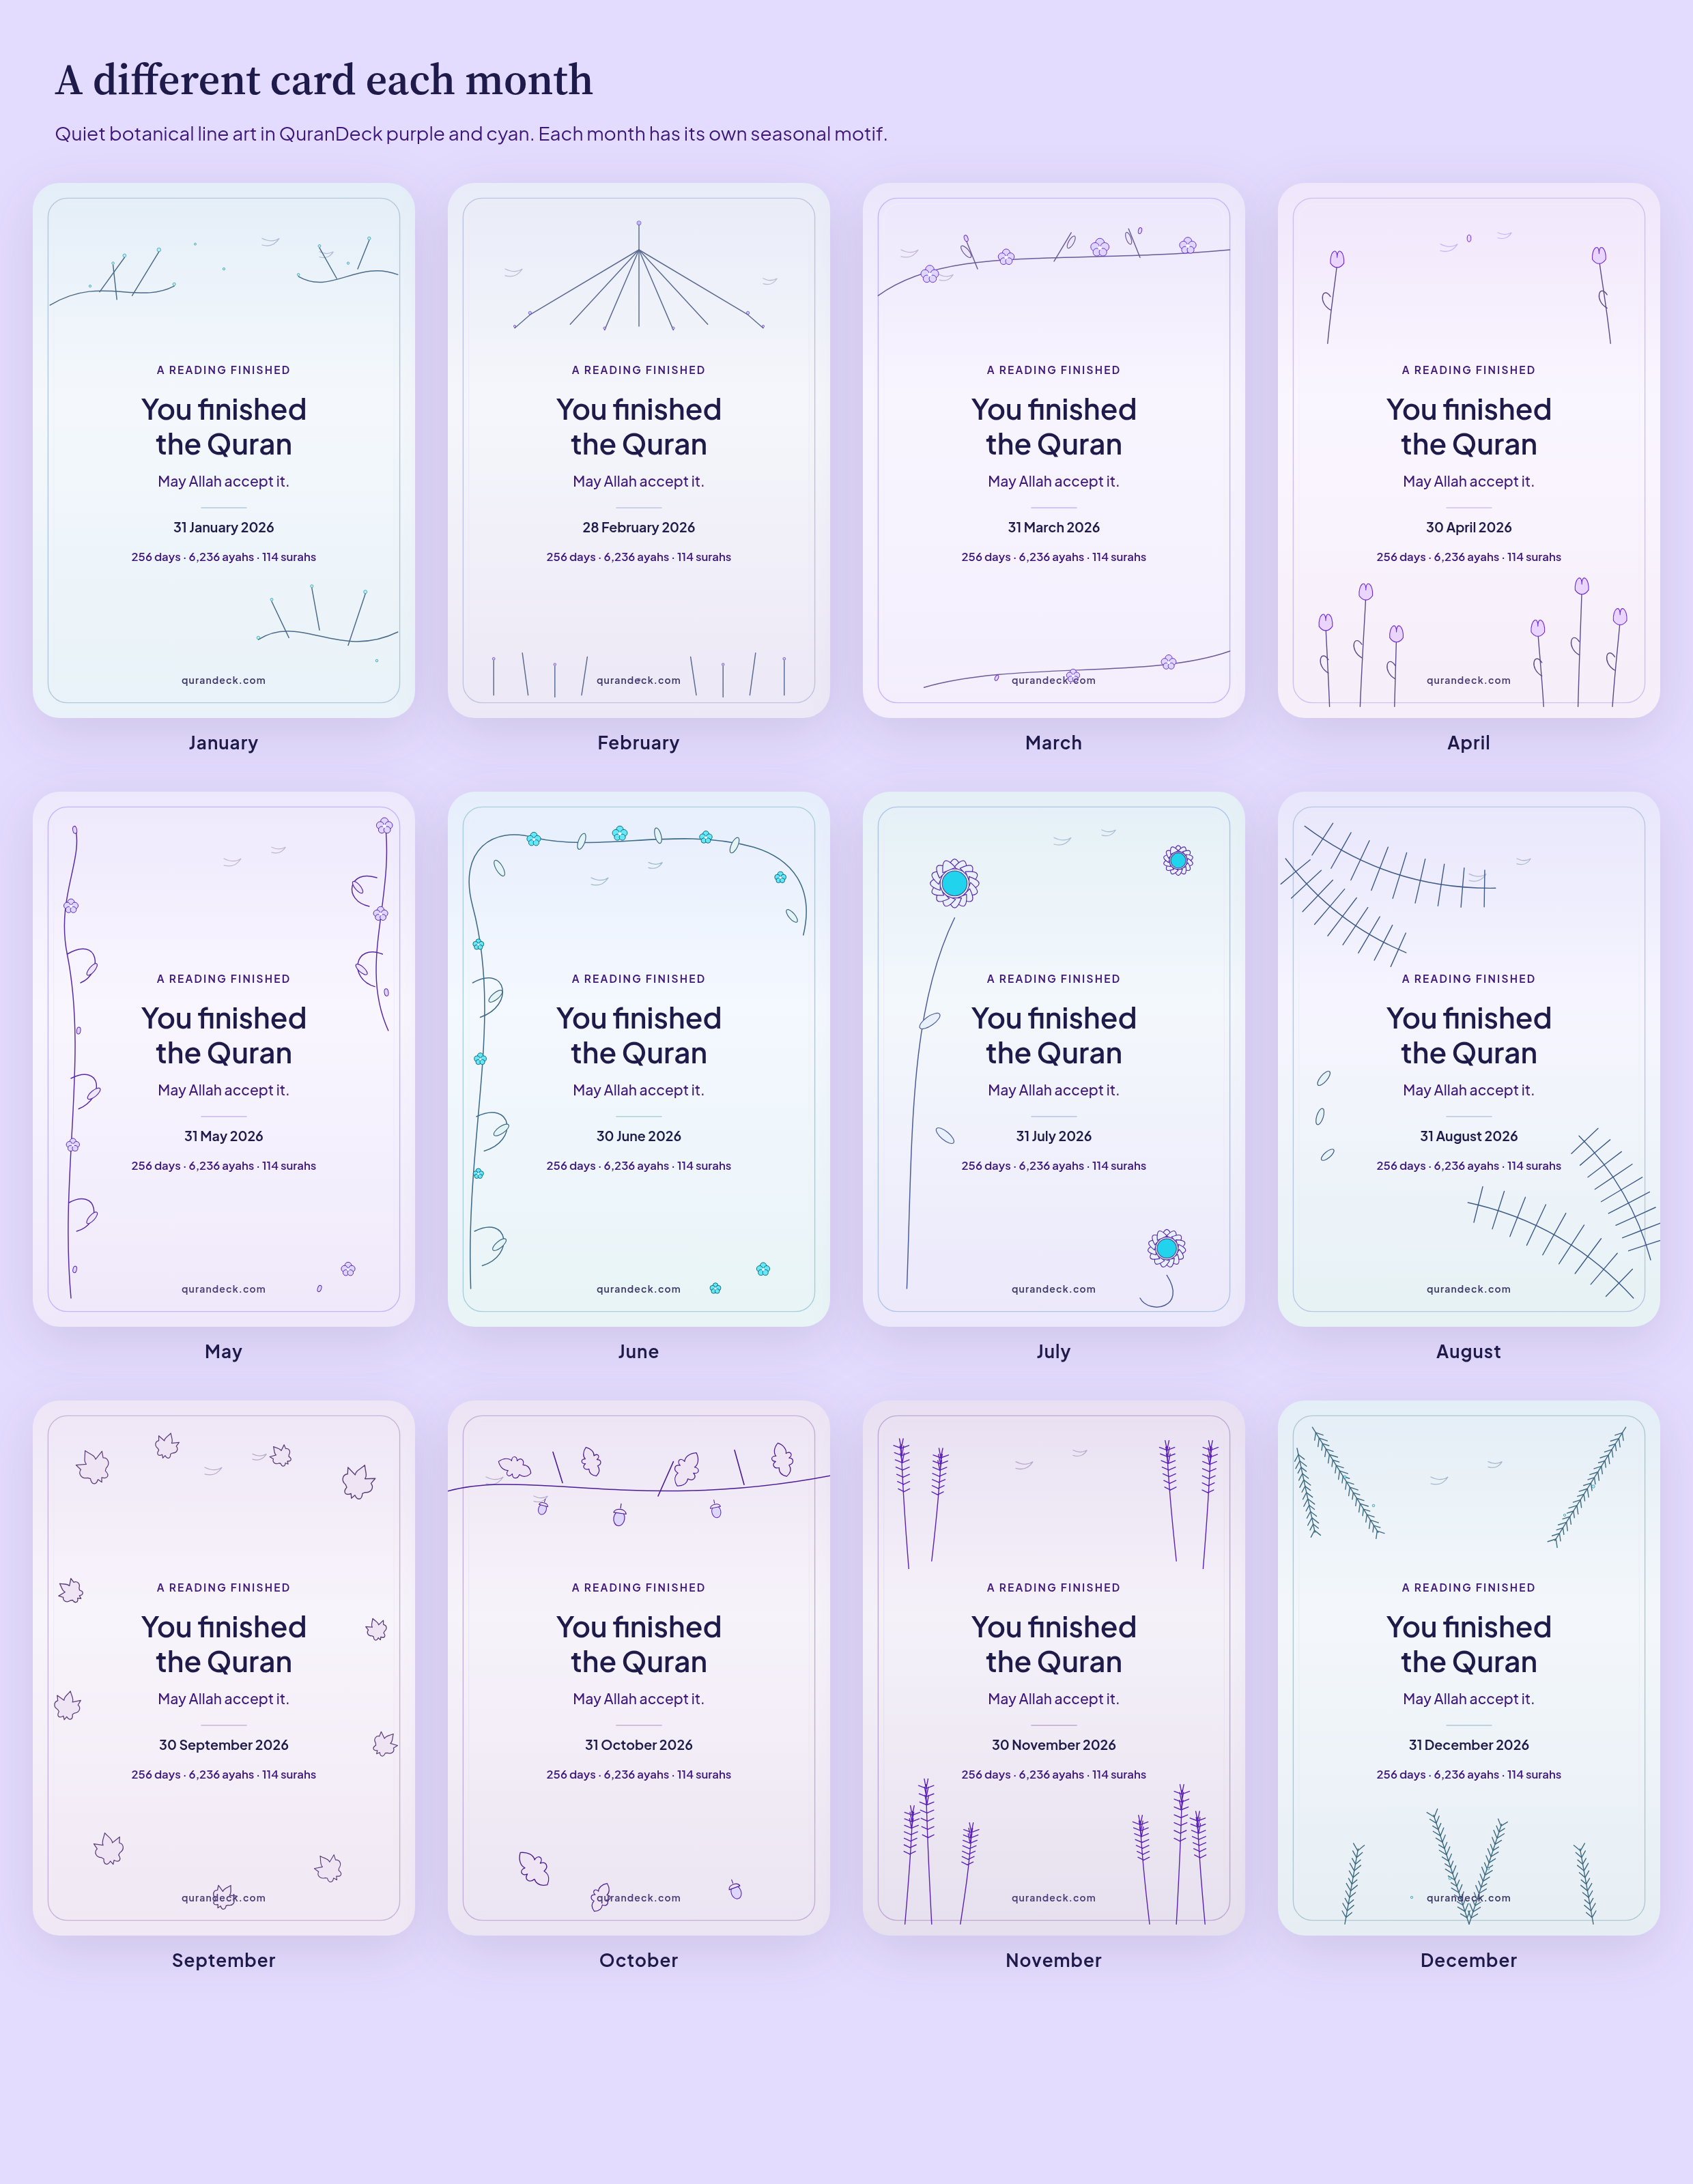 A different card each month
Quiet botanical line art in QuranDeck purple and cyan. Each month has its own seasonal motif.
A READING FINISHED
You finished
the Quran
May Allah accept it.
31 January 2026
256 days · 6,236 ayahs · 114 surahs
qurandeck.com
January
A READING FINISHED
You finished
the Quran
May Allah accept it.
28 February 2026
256 days · 6,236 ayahs · 114 surahs
qurandeck.com
February
A READING FINISHED
You finished
the Quran
May Allah accept it.
31 March 2026
256 days · 6,236 ayahs · 114 surahs
qurandeck.com
March
A READING FINISHED
You finished
the Quran
May Allah accept it.
30 April 2026
256 days · 6,236 ayahs · 114 surahs
qurandeck.com
April
A READING FINISHED
You finished
the Quran
May Allah accept it.
31 May 2026
256 days · 6,236 ayahs · 114 surahs
qurandeck.com
May
A READING FINISHED
You finished
the Quran
May Allah accept it.
30 June 2026
256 days · 6,236 ayahs · 114 surahs
qurandeck.com
June
A READING FINISHED
You finished
the Quran
May Allah accept it.
31 July 2026
256 days · 6,236 ayahs · 114 surahs
qurandeck.com
July
A READING FINISHED
You finished
the Quran
May Allah accept it.
31 August 2026
256 days · 6,236 ayahs · 114 surahs
qurandeck.com
August
A READING FINISHED
You finished
the Quran
May Allah accept it.
30 September 2026
256 days · 6,236 ayahs · 114 surahs
qurandeck.com
September
A READING FINISHED
You finished
the Quran
May Allah accept it.
31 October 2026
256 days · 6,236 ayahs · 114 surahs
qurandeck.com
October
A READING FINISHED
You finished
the Quran
May Allah accept it.
30 November 2026
256 days · 6,236 ayahs · 114 surahs
qurandeck.com
November
A READING FINISHED
You finished
the Quran
May Allah accept it.
31 December 2026
256 days · 6,236 ayahs · 114 surahs
qurandeck.com
December